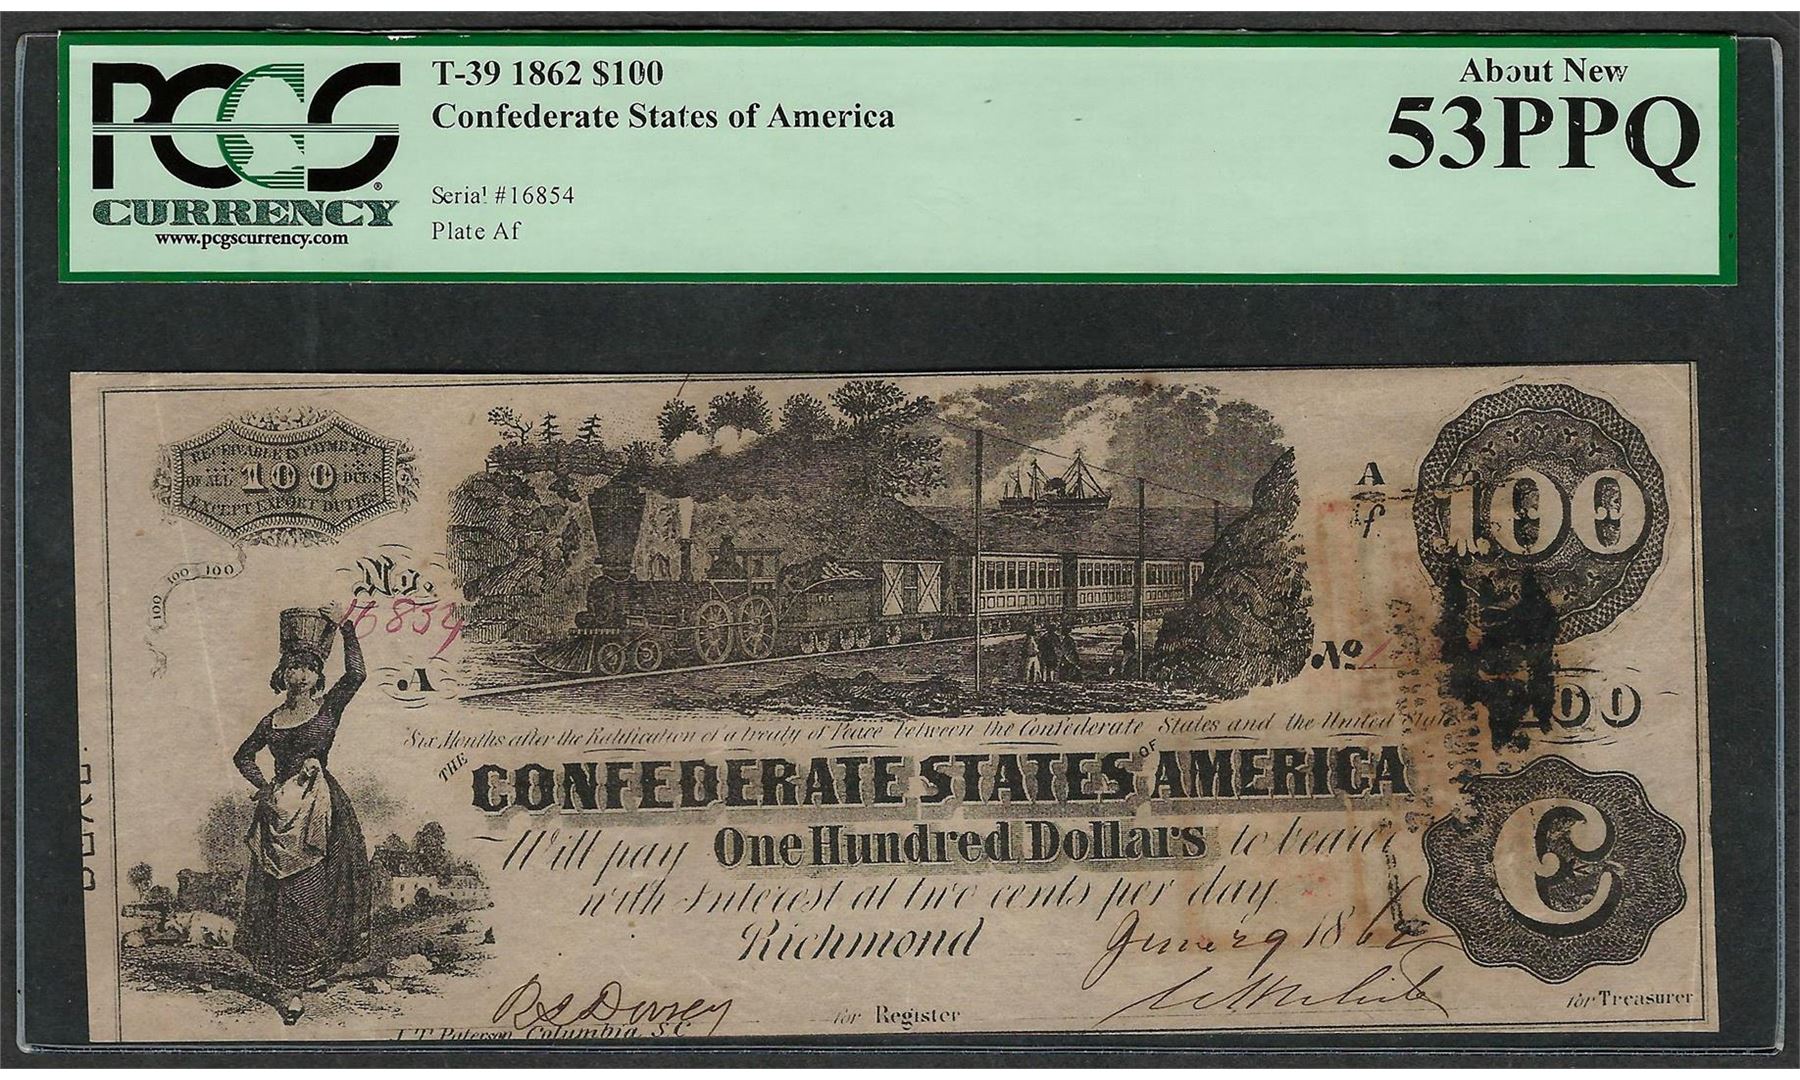 PCGS
CURRENCY
www.pcgscurrency.com
T-39 1862 $100
Confederate States of America
Serial #16854
Plate Af
About New
53PPQ
RECEIVABLE IN PAYMENT
OF ALL 100 DUES
EXCEPT EXPORT DUTIES
100 100 100
No.
16854
A
A
f.
100
No
100
Six Months after the Ratification of a treaty of Peace between the Confederate States and the United States
THE CONFEDERATE STATES OF AMERICA
Will pay One Hundred Dollars to bearer
with Interest at two cents per day.
C
Richmond June 29 1862
for Register
for Treasurer
J.T. Paterson Columbia, S.C